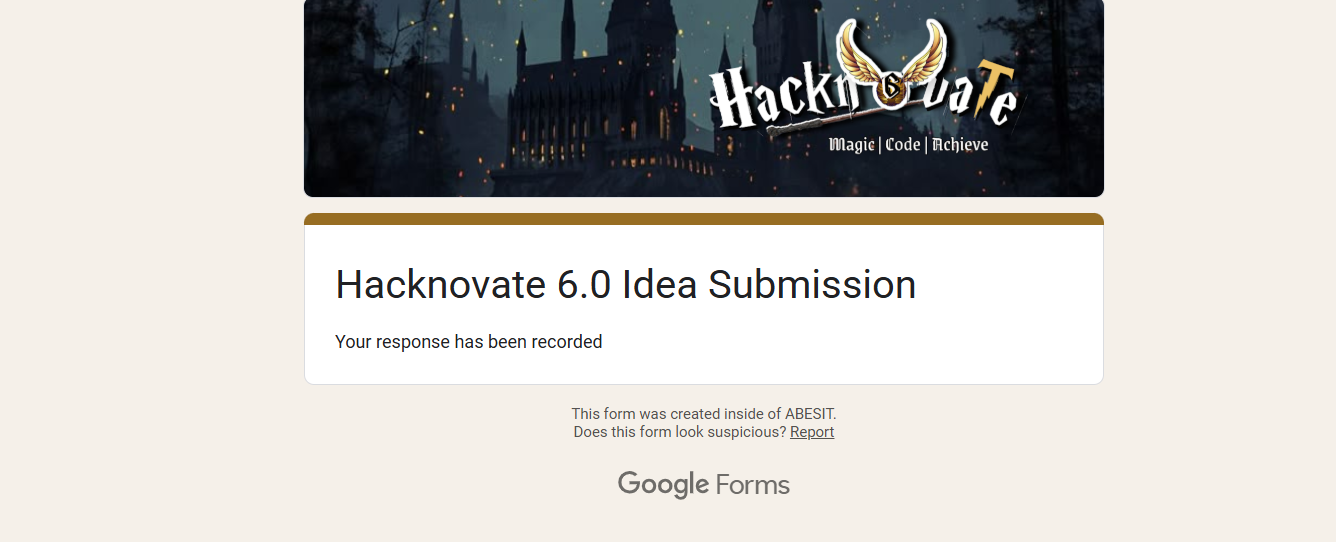 Hackn6vaTe
Magic | Code | Achieve
Hacknovate 6.0 Idea Submission
Your response has been recorded
This form was created inside of ABESIT.
Does this form look suspicious? Report
Google Forms